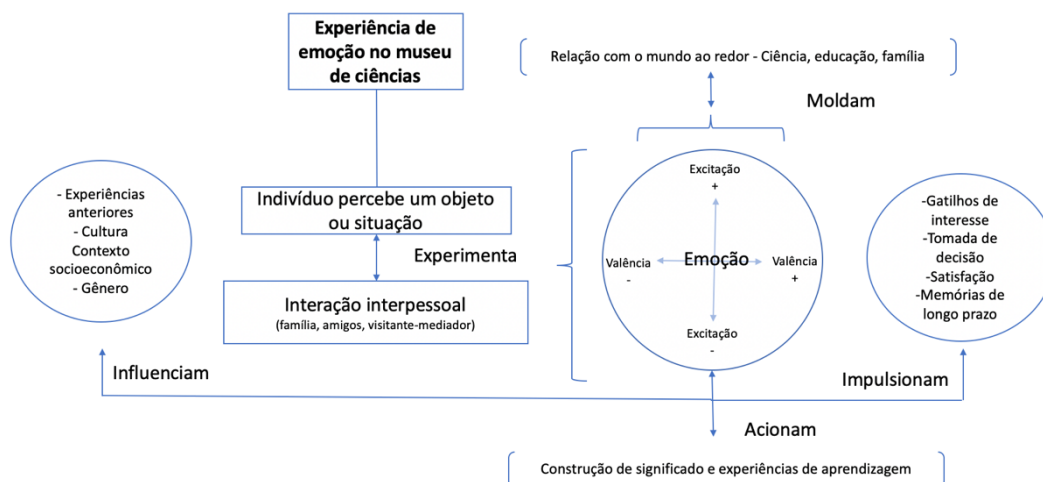 Experiência de
emoção no museu
de ciências
Relação com o mundo ao redor - Ciência, educação, família
Moldam
- Experiências
anteriores
- Cultura
Contexto
socioeconômico
- Gênero
Indivíduo percebe um objeto
ou situação
Experimenta
Interação interpessoal
(família, amigos, visitante-mediador)
Excitação
+
Valência
-
Emoção
Valência
+
Excitação
-
-Gatilhos de
interesse
-Tomada de
decisão
-Satisfação
-Memórias de
longo prazo
Influenciam
Impulsionam
Acionam
Construção de significado e experiências de aprendizagem